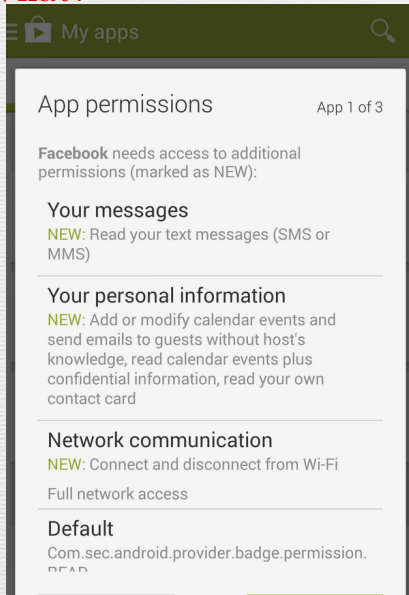 My apps
App permissions
App 1 of 3
Facebook needs access to additional
permissions (marked as NEW):
Your messages
NEW: Read your text messages (SMS or
MMS)
Your personal information
NEW: Add or modify calendar events and
send emails to guests without host's
knowledge, read calendar events plus
confidential information, read your own
contact card
Network communication
NEW: Connect and disconnect from Wi-Fi
Full network access
Default
Com.sec.android.provider.badge.permission.
READ